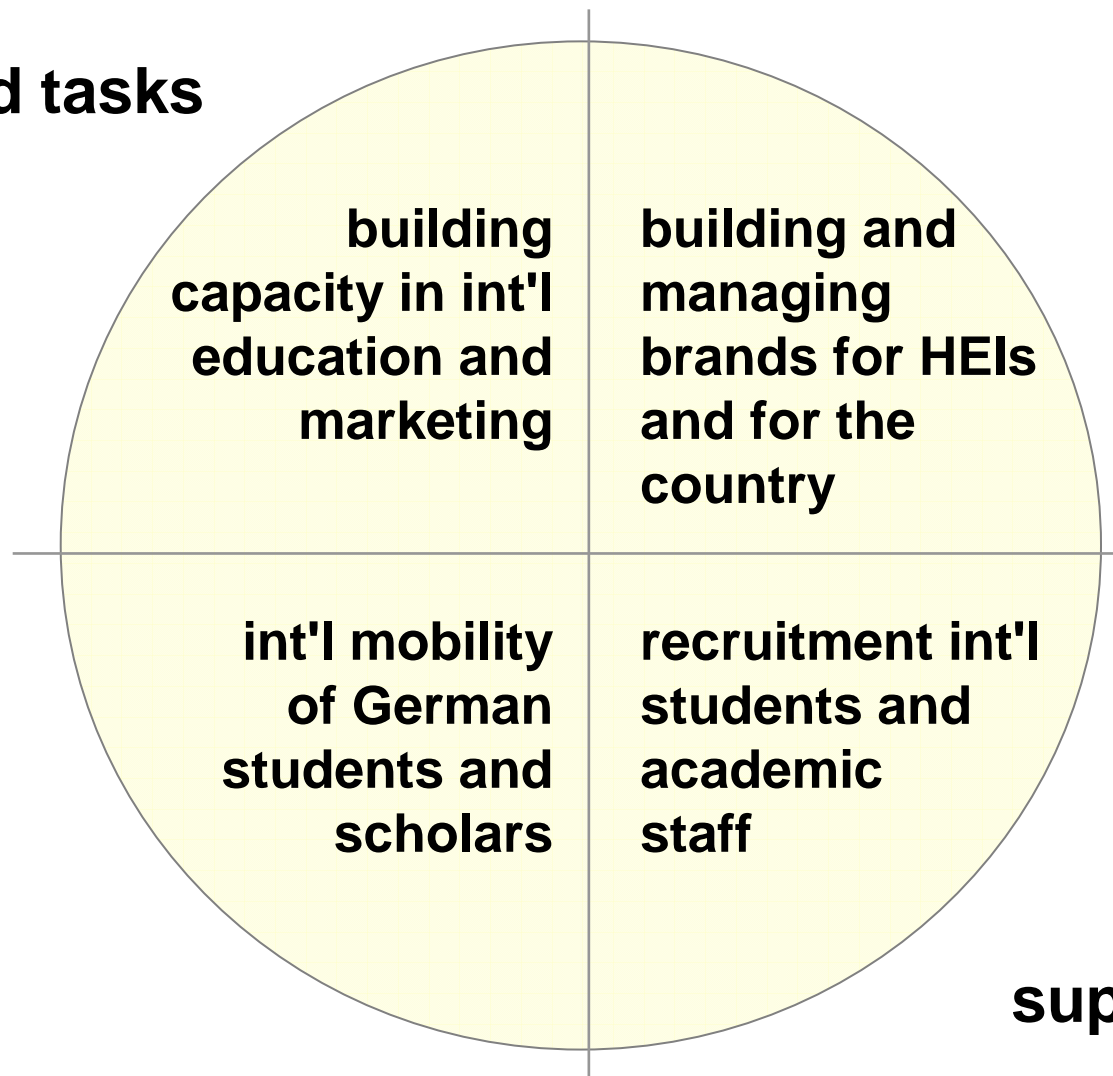 d tasks
building
capacity in int'l
education and
marketing
building and
managing
brands for HEIs
and for the
country
int'l mobility
of German
students and
scholars
recruitment int'l
students and
academic
staff
sup